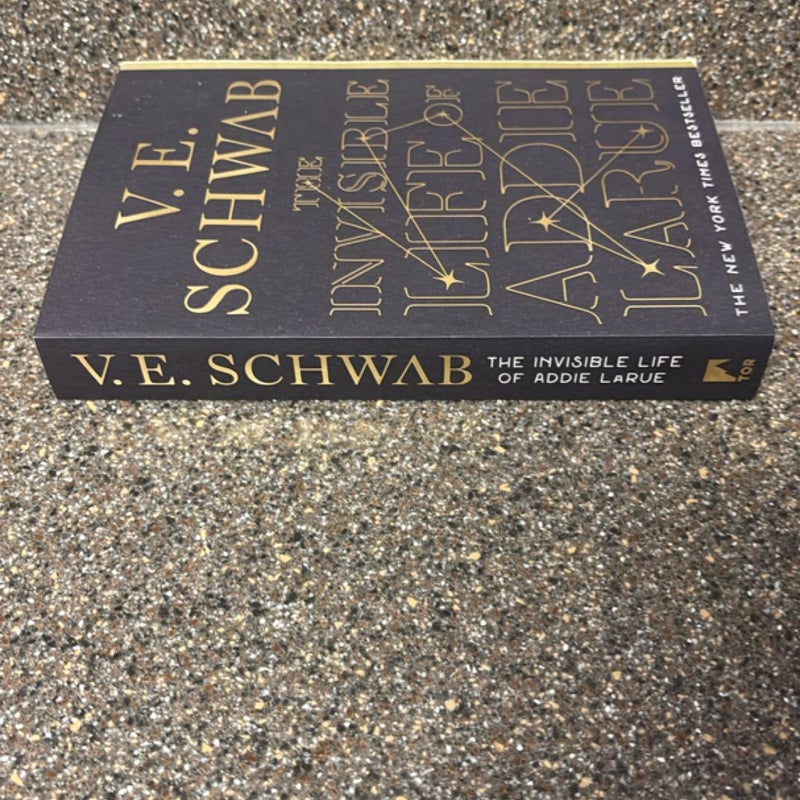 V. E.
SCHWAB
THE
INVISIBLE
LIFE OF
ADDIE
LARUE
THE NEW YORK TIMES BESTSELLER
V. E. SCHWAB
THE INVISIBLE LIFE
OF ADDIE LARUE
TOR